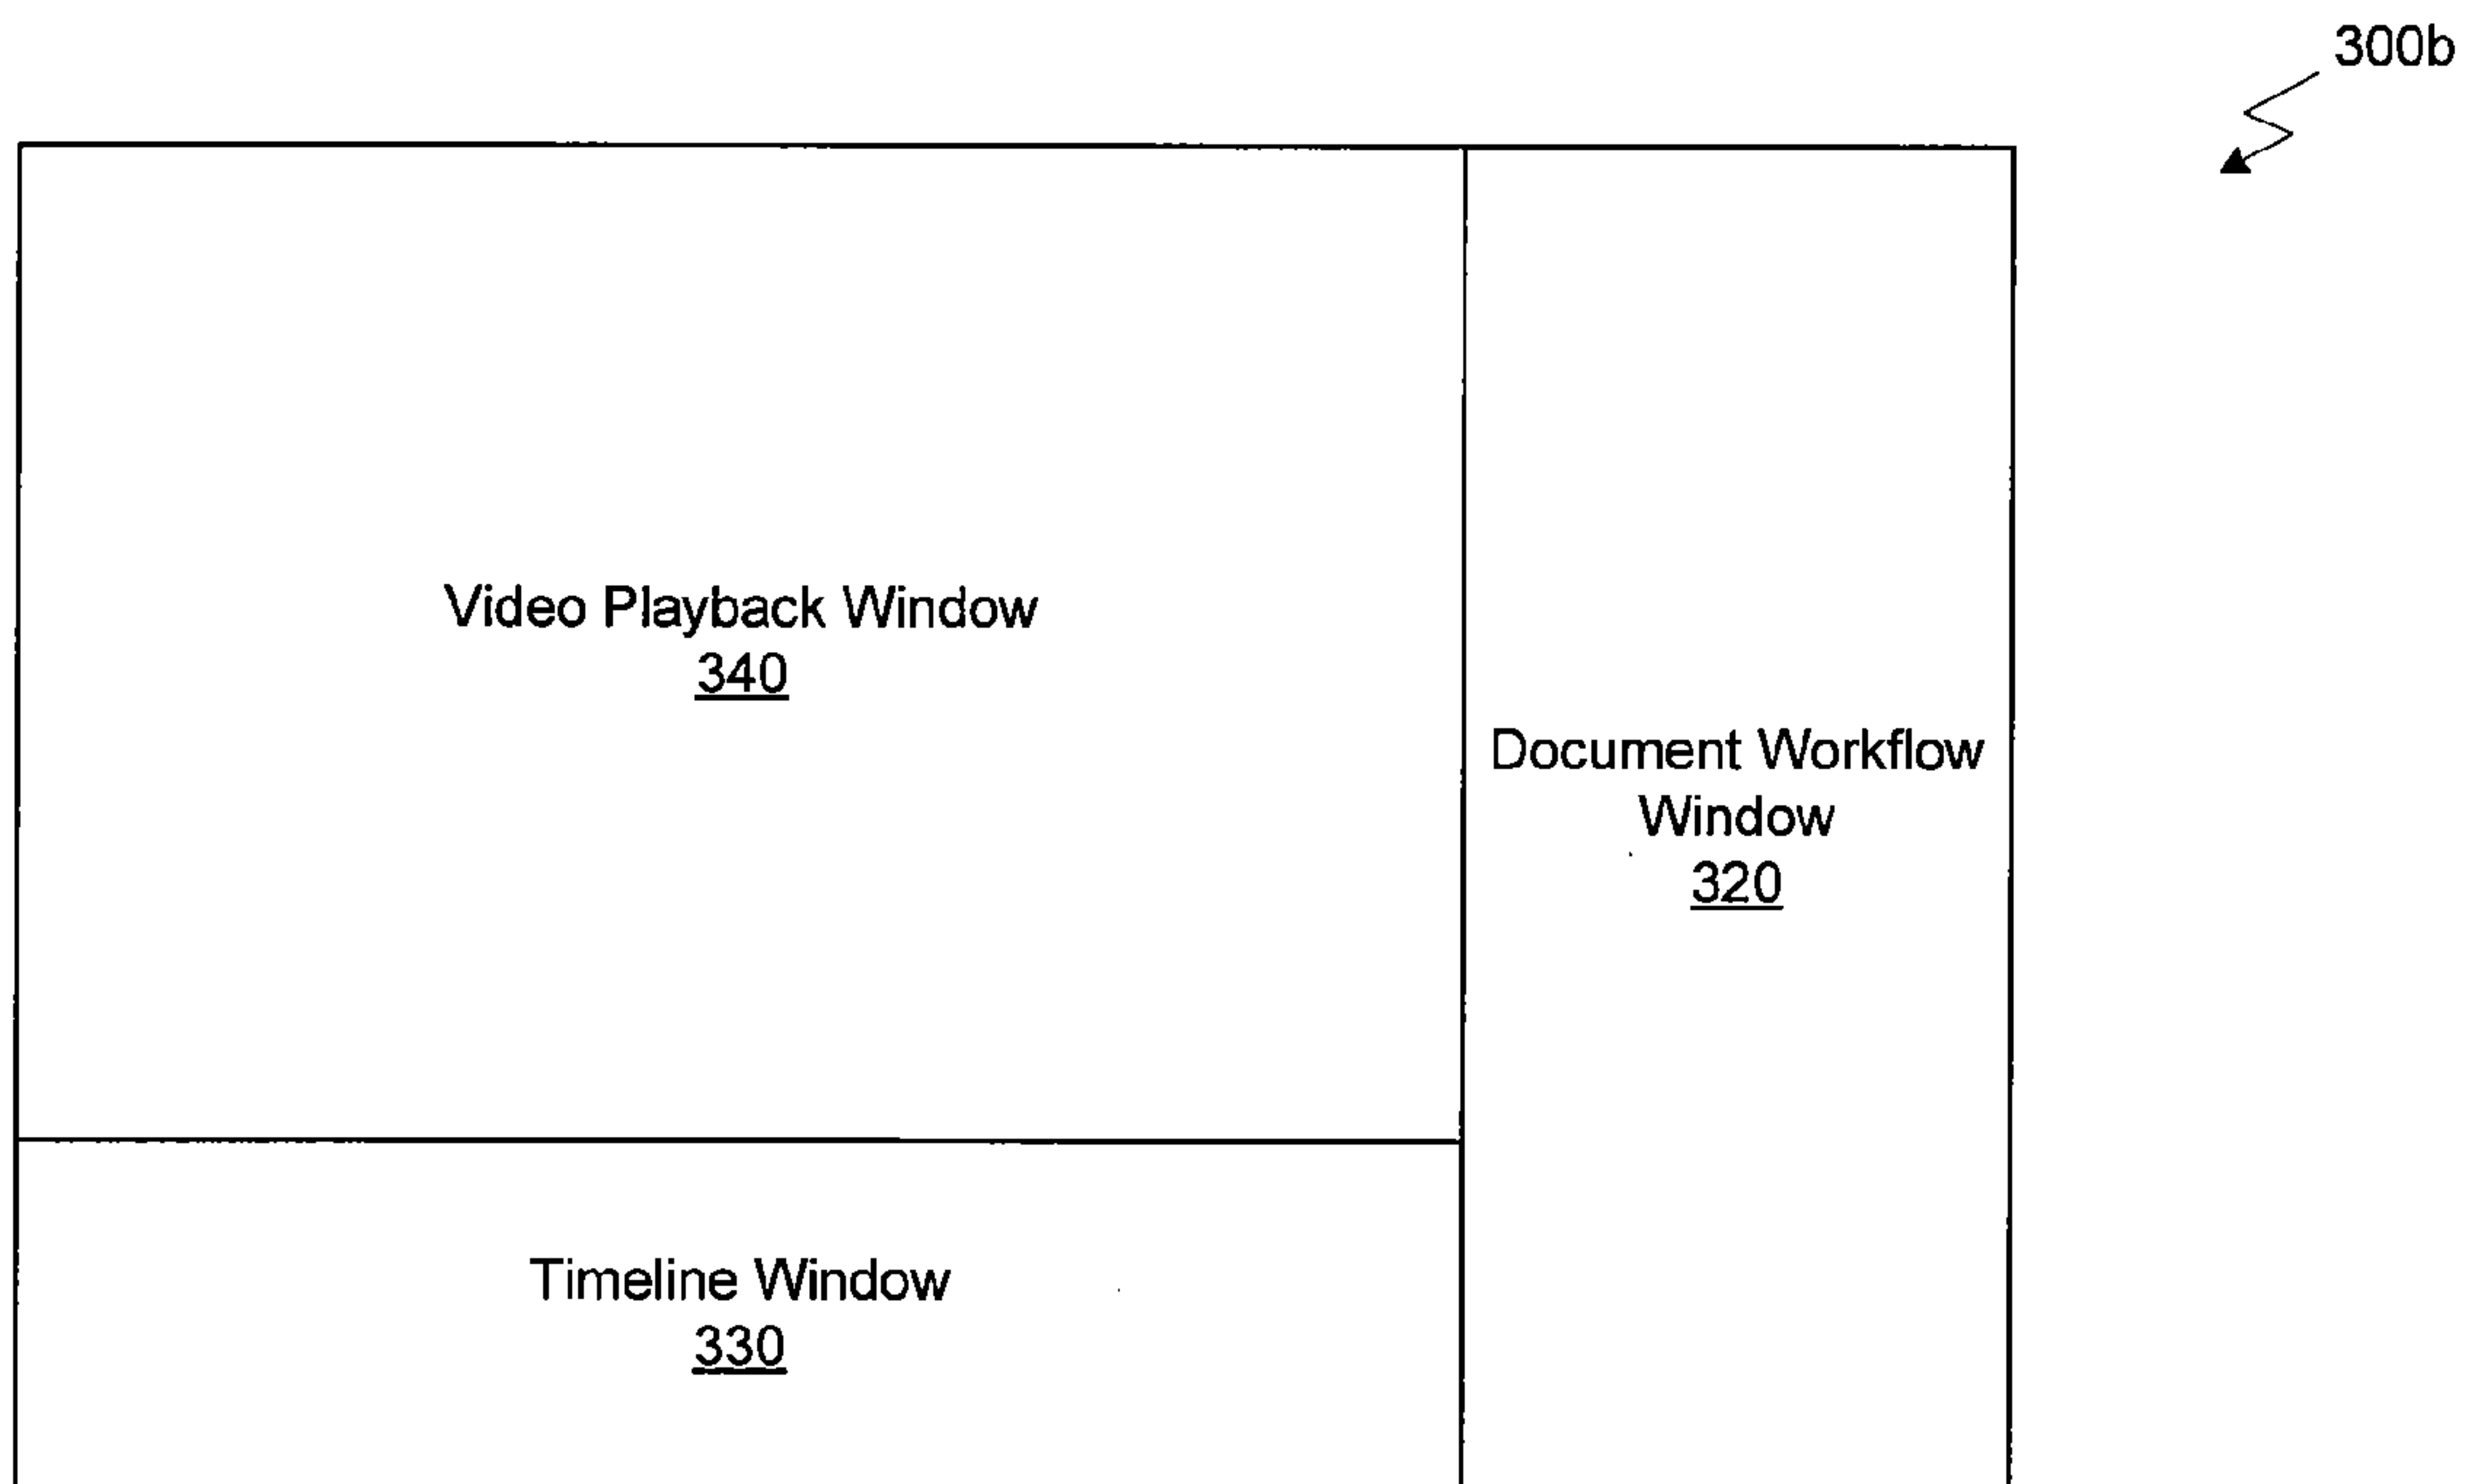 300b
Video Playback Window
340
Document Workflow
Window
320
Timeline Window
330